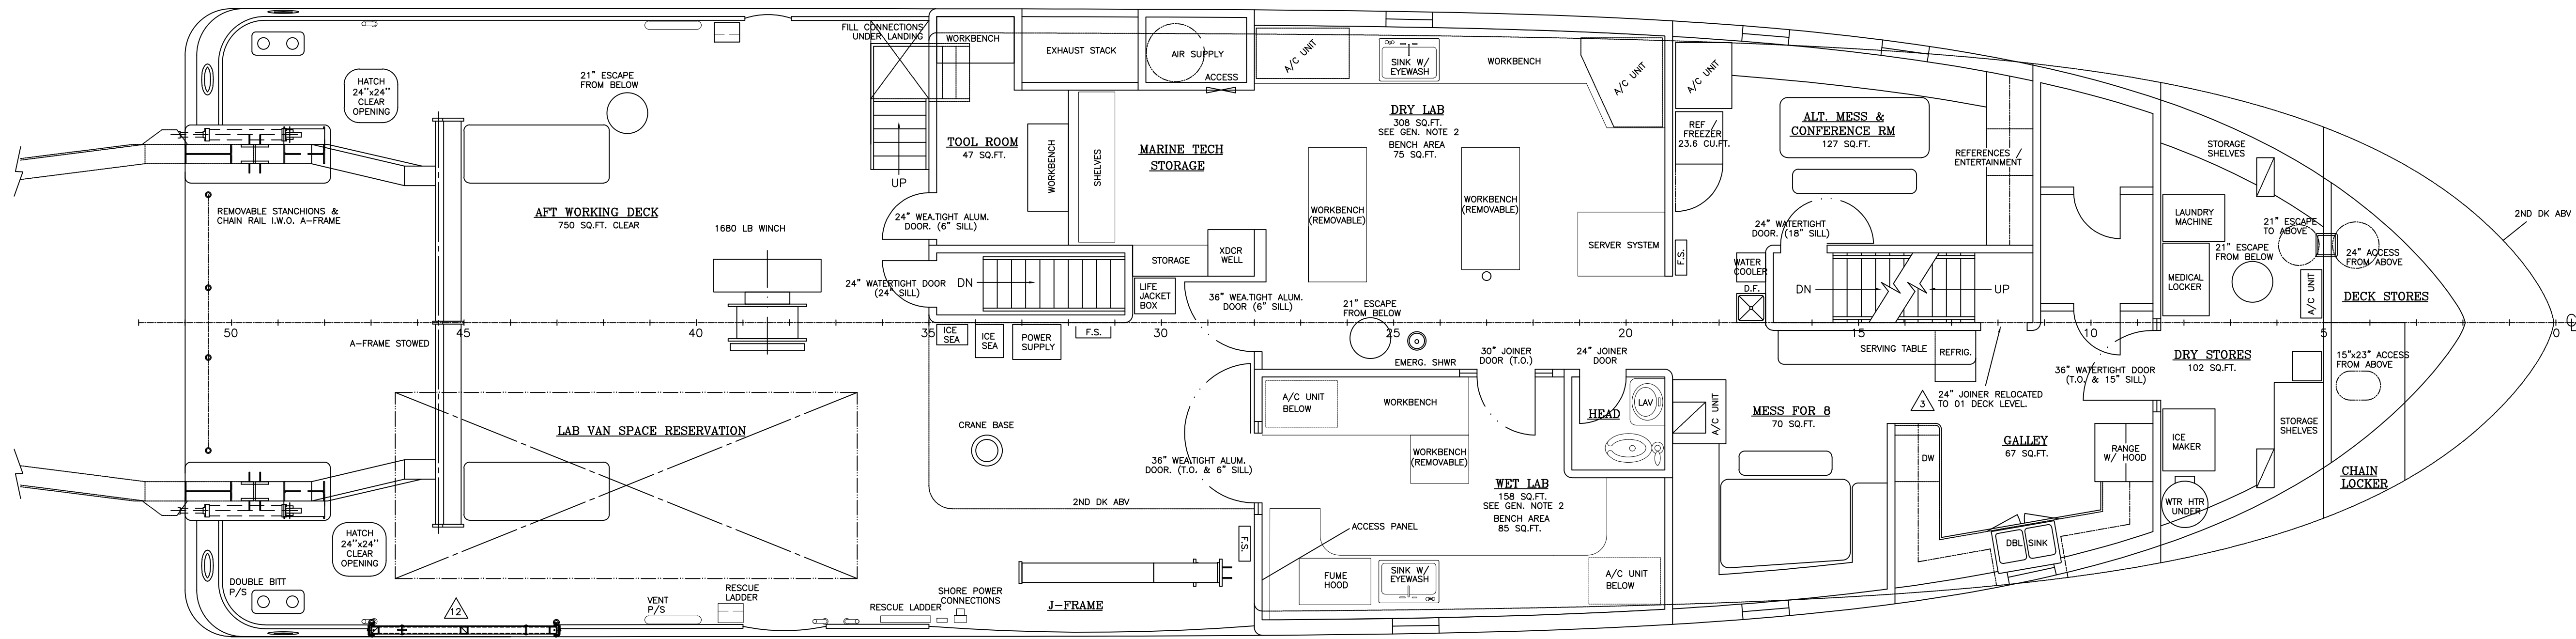 FILL CONNECTIONS
UNDER LANDING
WORKBENCH
EXHAUST STACK
AIR SUPPLY
ACCESS
A/C UNIT
SINK W/
EYEWASH
WORKBENCH
A/C UNIT
A/C UNIT
HATCH
24"x24"
CLEAR
OPENING
21" ESCAPE
FROM BELOW
UP
TOOL ROOM
47 SQ.FT.
WORKBENCH
SHELVES
MARINE TECH
STORAGE
DRY LAB
308 SQ.FT.
SEE GEN. NOTE 2
BENCH AREA
75 SQ.FT.
REF /
FREEZER
23.6 CU.FT.
ALT. MESS &
CONFERENCE RM
127 SQ.FT.
REFERENCES /
ENTERTAINMENT
STORAGE
SHELVES
REMOVABLE STANCHIONS &
CHAIN RAIL I.W.O. A-FRAME
AFT WORKING DECK
750 SQ.FT. CLEAR
1680 LB WINCH
24" WEA.TIGHT ALUM.
DOOR. (6" SILL)
WORKBENCH
(REMOVABLE)
WORKBENCH
(REMOVABLE)
SERVER SYSTEM
F.S.
24" WATERTIGHT
DOOR. (18" SILL)
LAUNDRY
MACHINE
21" ESCAPE
TO ABOVE
2ND DK ABV
24" WATERTIGHT DOOR
(24" SILL)
DN
STORAGE
XDCR
WELL
LIFE
JACKET
BOX
36" WEA.TIGHT ALUM.
DOOR (6" SILL)
21" ESCAPE
FROM BELOW
WATER
COOLER
D.F.
DN
UP
MEDICAL
LOCKER
21" ESCAPE
FROM BELOW
24" ACCESS
FROM ABOVE
A/C UNIT
DECK STORES
50
45
40
35
30
25
20
15
10
5
0
A-FRAME STOWED
ICE
SEA
ICE
SEA
POWER
SUPPLY
F.S.
EMERG. SHWR
30" JOINER
DOOR (T.O.)
24" JOINER
DOOR
SERVING TABLE
REFRIG.
DRY STORES
102 SQ.FT.
15"x23" ACCESS
FROM ABOVE
36" WATERTIGHT DOOR
(T.O. & 15" SILL)
3
24" JOINER RELOCATED
TO 01 DECK LEVEL.
A/C UNIT
BELOW
WORKBENCH
HEAD
LAV
A/C UNIT
MESS FOR 8
70 SQ.FT.
LAB VAN SPACE RESERVATION
CRANE BASE
36" WEA.TIGHT ALUM.
DOOR. (T.O. & 6" SILL)
WORKBENCH
(REMOVABLE)
GALLEY
67 SQ.FT.
DW
RANGE
W/ HOOD
ICE
MAKER
STORAGE
SHELVES
CHAIN
LOCKER
2ND DK ABV
WET LAB
158 SQ.FT.
SEE GEN. NOTE 2
BENCH AREA
85 SQ.FT.
ACCESS PANEL
F.S.
WTR HTR
UNDER
HATCH
24"x24"
CLEAR
OPENING
DBL SINK
DOUBLE BITT
P/S
12
VENT
P/S
RESCUE
LADDER
RESCUE LADDER
SHORE POWER
CONNECTIONS
J-FRAME
FUME
HOOD
SINK W/
EYEWASH
A/C UNIT
BELOW